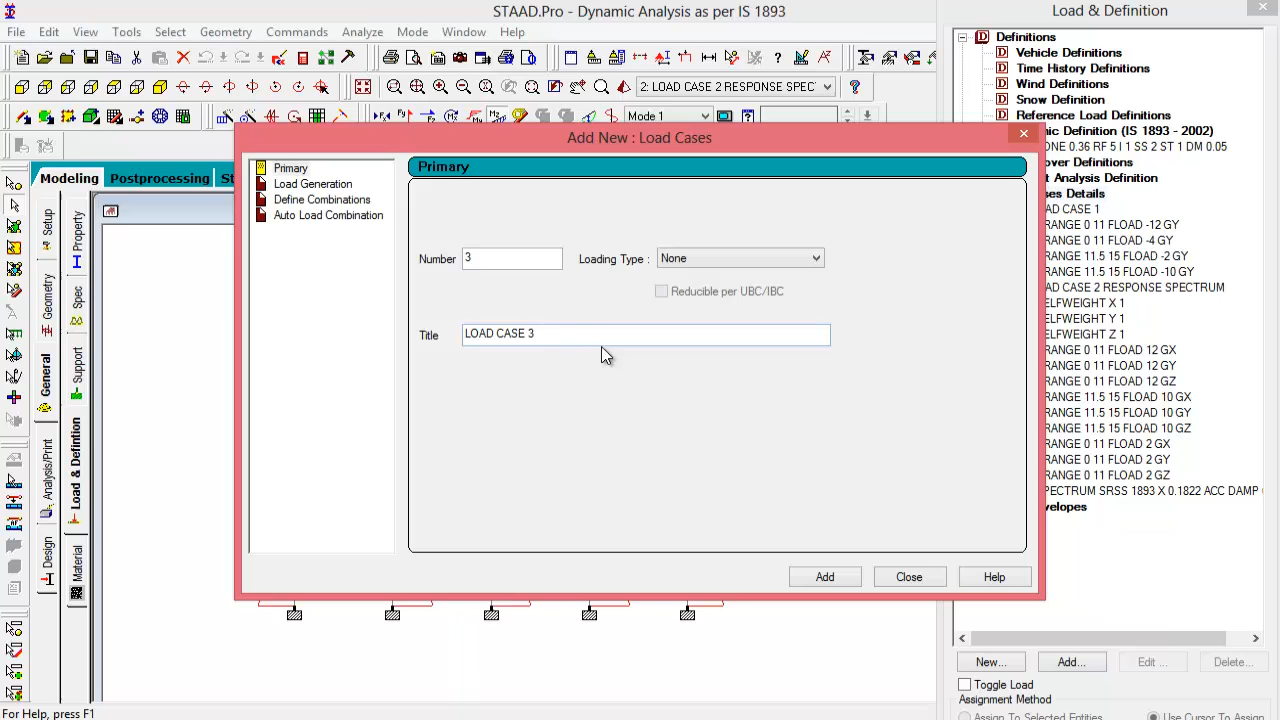 STAAD.Pro - Dynamic Analysis as per IS 1893
File Edit View Tools Select Geometry Commands Analyze Mode Window Help
2: LOAD CASE 2 RESPONSE SPEC
Mode 1
Modeling Postprocessing St
Setup
Geometry
General
Analysis/Print
Design
Property
Spec
Support
Load & Definition
Material
Add New : Load Cases
Primary
Load Generation
Define Combinations
Auto Load Combination
Primary
Number 3 Loading Type : None
Reducible per UBC/IBC
Title LOAD CASE 3
Add Close Help
Load & Definition
Definitions
Vehicle Definitions
Time History Definitions
Wind Definitions
Snow Definition
Reference Load Definitions
ic Definition (IS 1893 - 2002)
ONE 0.36 RF 5 I 1 SS 2 ST 1 DM 0.05
over Definitions
t Analysis Definition
ses Details
AD CASE 1
RANGE 0 11 FLOAD -12 GY
RANGE 0 11 FLOAD -4 GY
RANGE 11.5 15 FLOAD -2 GY
RANGE 11.5 15 FLOAD -10 GY
AD CASE 2 RESPONSE SPECTRUM
ELFWEIGHT X 1
ELFWEIGHT Y 1
ELFWEIGHT Z 1
RANGE 0 11 FLOAD 12 GX
RANGE 0 11 FLOAD 12 GY
RANGE 0 11 FLOAD 12 GZ
RANGE 11.5 15 FLOAD 10 GX
RANGE 11.5 15 FLOAD 10 GY
RANGE 11.5 15 FLOAD 10 GZ
RANGE 0 11 FLOAD 2 GX
RANGE 0 11 FLOAD 2 GY
RANGE 0 11 FLOAD 2 GZ
PECTRUM SRSS 1893 X 0.1822 ACC DAMP
velopes
New... Add... Edit ... Delete...
Toggle Load
Assignment Method
Assign To Selected Entities Use Cursor To Assign
For Help, press F1